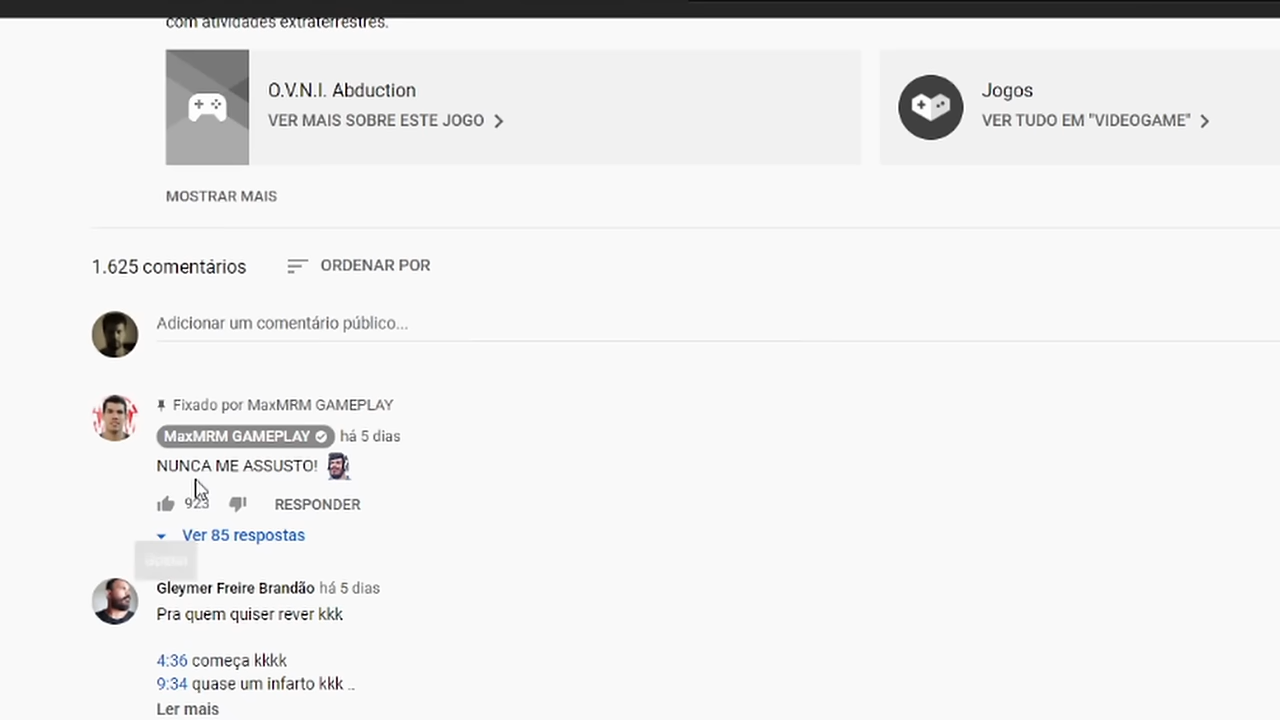 com atividades extraterrestres.
O.V.N.I. Abduction
VER MAIS SOBRE ESTE JOGO
Jogos
VER TUDO EM "VIDEOGAME"
MOSTRAR MAIS
1.625 comentários
ORDENAR POR
Adicionar um comentário público...
Fixado por MaxMRM GAMEPLAY
MaxMRM GAMEPLAY há 5 dias
NUNCA ME ASSUSTO!
923 RESPONDER
Ver 85 respostas
Gleymer Freire Brandão há 5 dias
Pra quem quiser rever kkk
4:36 começa kkkk
9:34 quase um infarto kkk ..
Ler mais